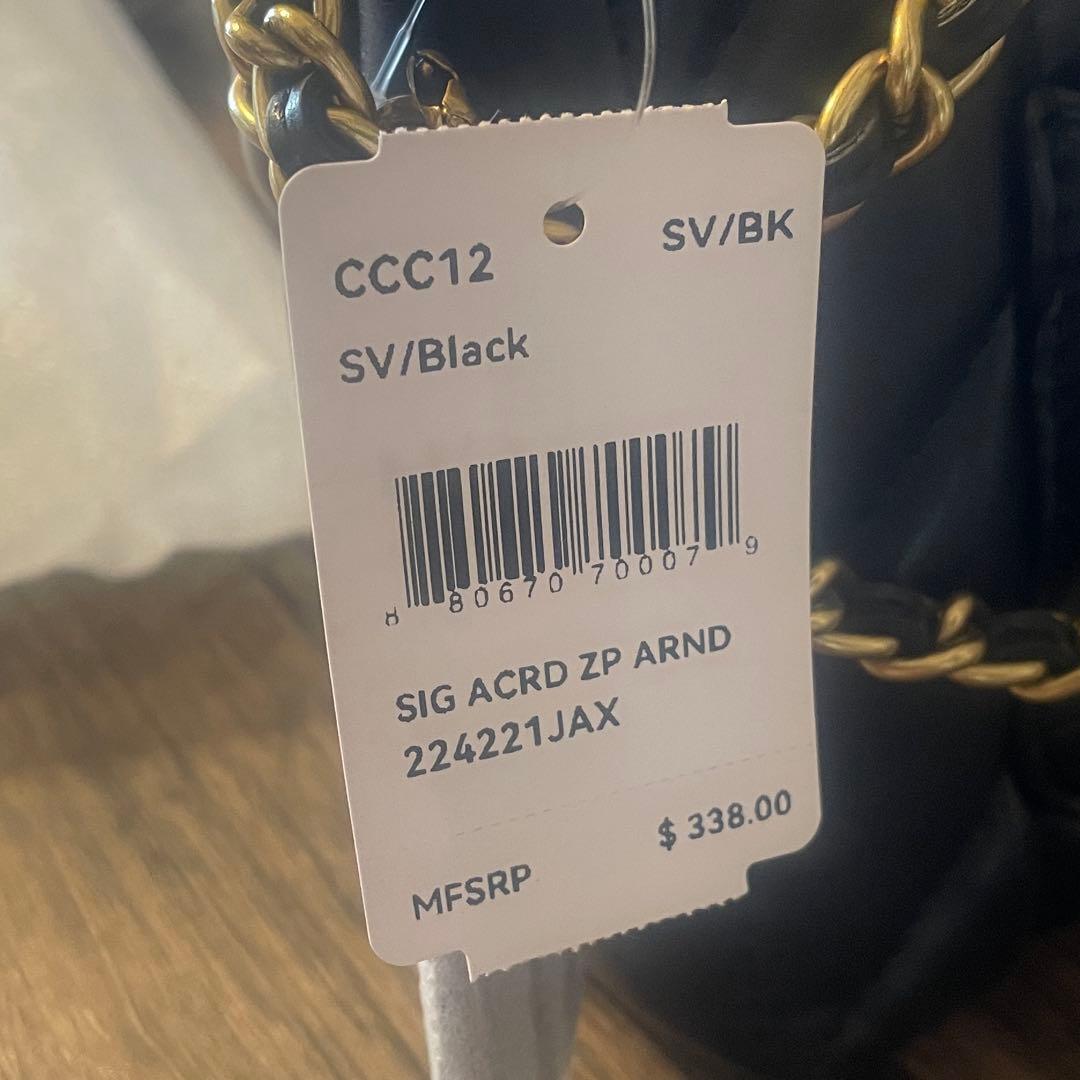 CCC12 SV/BK
SV/Black
8 80670 70007 9
SIG ACRD ZP ARND
224221JAX
$ 338.00
MFSRP